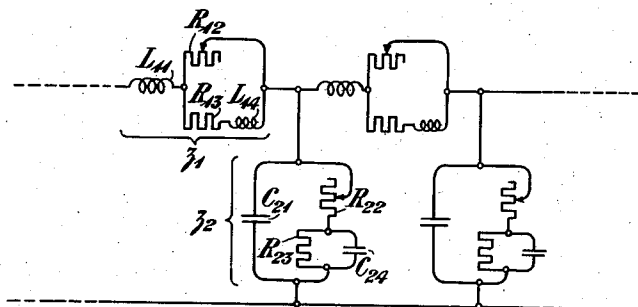 R₁₂
L₁₁
R₁₃
L₁₄
z₁
z₂
C₂₁
R₂₂
R₂₃
C₂₄